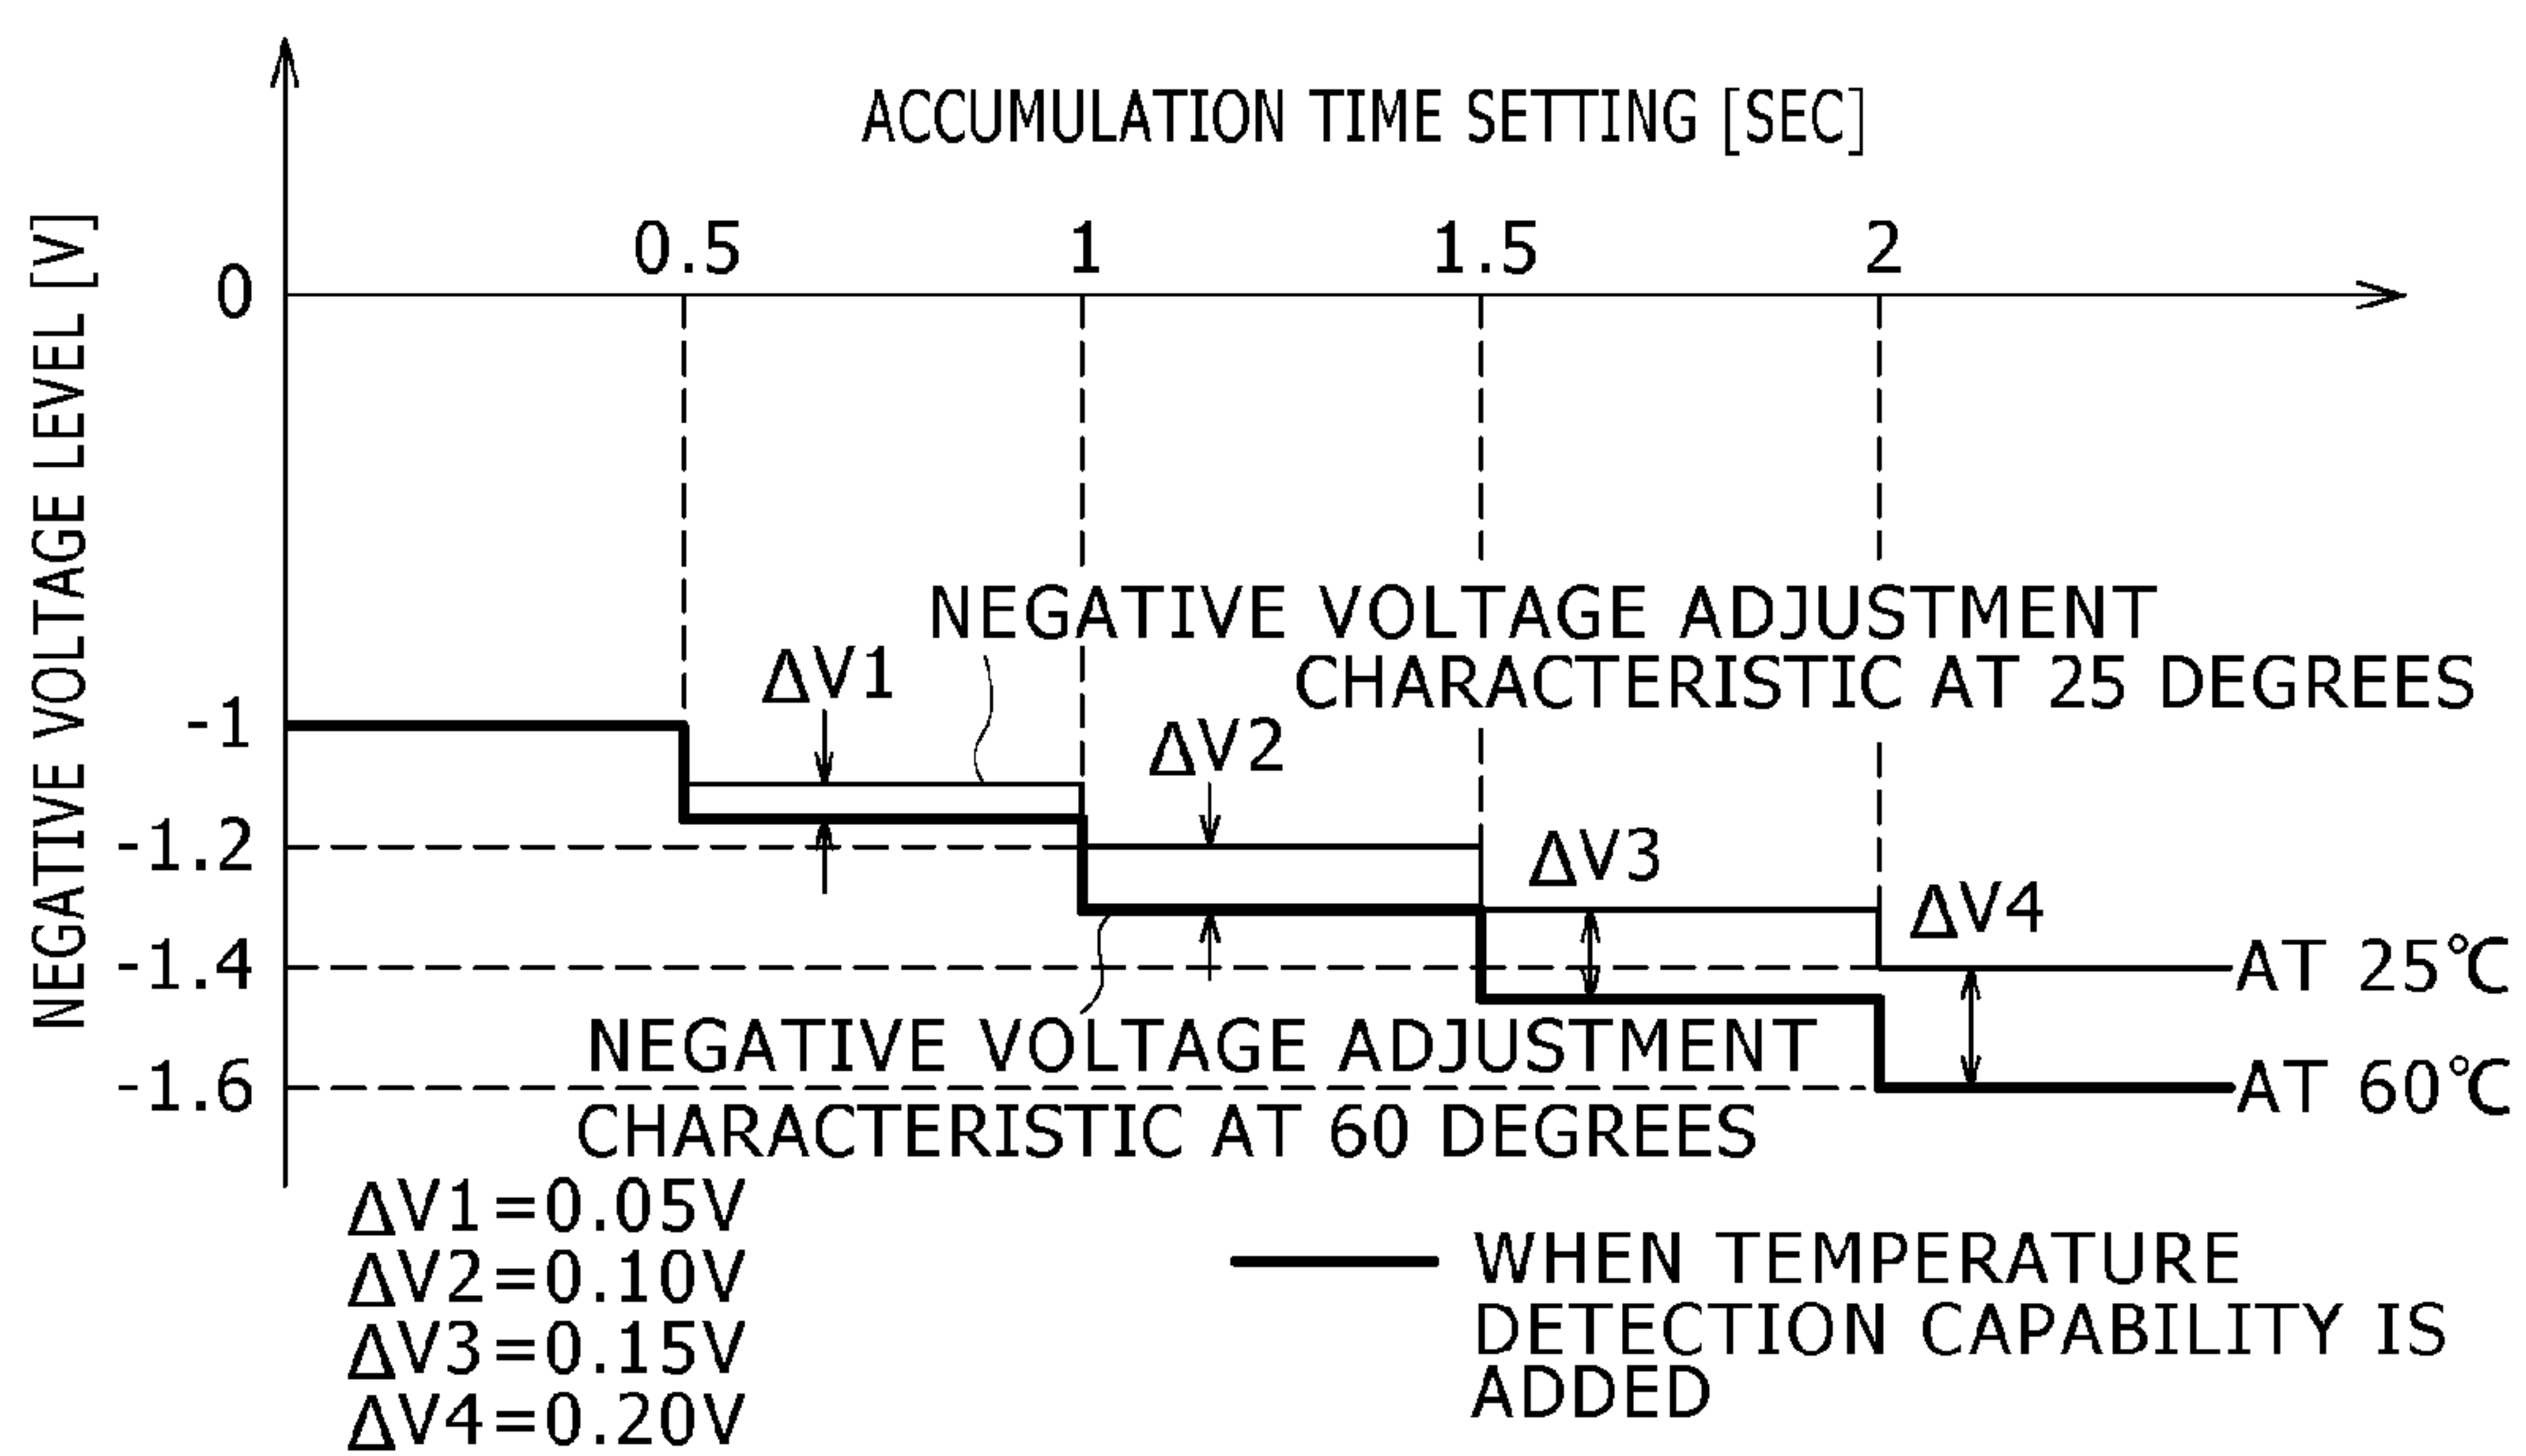 ACCUMULATION TIME SETTING [SEC]
0.5 1 1.5 2
NEGATIVE VOLTAGE LEVEL [V]
0
-1
-1.2
-1.4
-1.6
NEGATIVE VOLTAGE ADJUSTMENT
CHARACTERISTIC AT 25 DEGREES
ΔV1
ΔV2
ΔV3
ΔV4
AT 25℃
AT 60℃
NEGATIVE VOLTAGE ADJUSTMENT
CHARACTERISTIC AT 60 DEGREES
ΔV1=0.05V
ΔV2=0.10V
ΔV3=0.15V
ΔV4=0.20V
WHEN TEMPERATURE
DETECTION CAPABILITY IS
ADDED